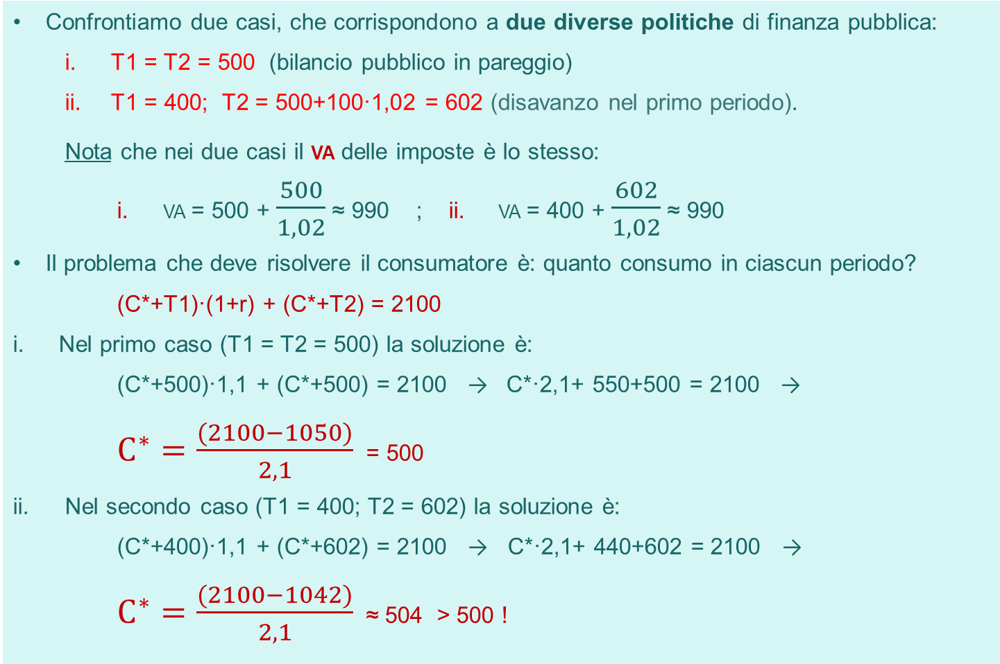 • Confrontiamo due casi, che corrispondono a due diverse politiche di finanza pubblica:
i. T1 = T2 = 500 (bilancio pubblico in pareggio)
ii. T1 = 400; T2 = 500+100·1,02 = 602 (disavanzo nel primo periodo).
Nota che nei due casi il VA delle imposte è lo stesso:
i. VA = 500 + 500/1,02 ≈ 990 ; ii. VA = 400 + 602/1,02 ≈ 990
• Il problema che deve risolvere il consumatore è: quanto consumo in ciascun periodo?
(C*+T1)·(1+r) + (C*+T2) = 2100
i. Nel primo caso (T1 = T2 = 500) la soluzione è:
(C*+500)·1,1 + (C*+500) = 2100 → C*·2,1+ 550+500 = 2100 →
C* = (2100−1050)/2,1 = 500
ii. Nel secondo caso (T1 = 400; T2 = 602) la soluzione è:
(C*+400)·1,1 + (C*+602) = 2100 → C*·2,1+ 440+602 = 2100 →
C* = (2100−1042)/2,1 ≈ 504 > 500 !